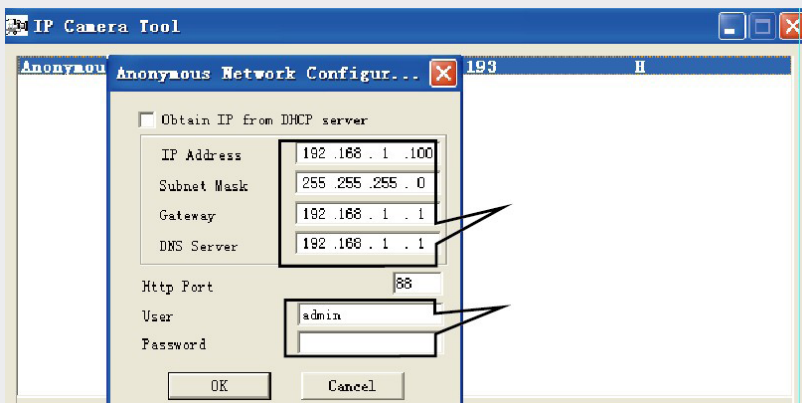 IP Camera Tool
Anonymou
193
H
Anonymous Network Configur...
Obtain IP from DHCP server
IP Address 192 .168 . 1 .100
Subnet Mask 255 .255 .255 . 0
Gateway 192 .168 . 1 . 1
DNS Server 192 .168 . 1 . 1
Http Port 88
User admin
Password
OK Cancel